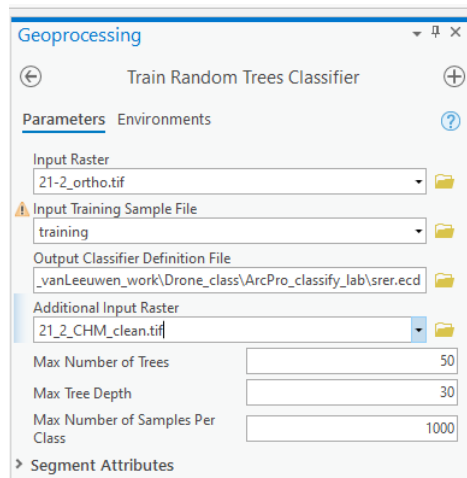 Geoprocessing
Train Random Trees Classifier
Parameters Environments
Input Raster
21-2_ortho.tif
Input Training Sample File
training
Output Classifier Definition File
_vanLeeuwen_work\Drone_class\ArcPro_classify_lab\srer.ecd
Additional Input Raster
21_2_CHM_clean.tif
Max Number of Trees 50
Max Tree Depth 30
Max Number of Samples Per
Class 1000
> Segment Attributes